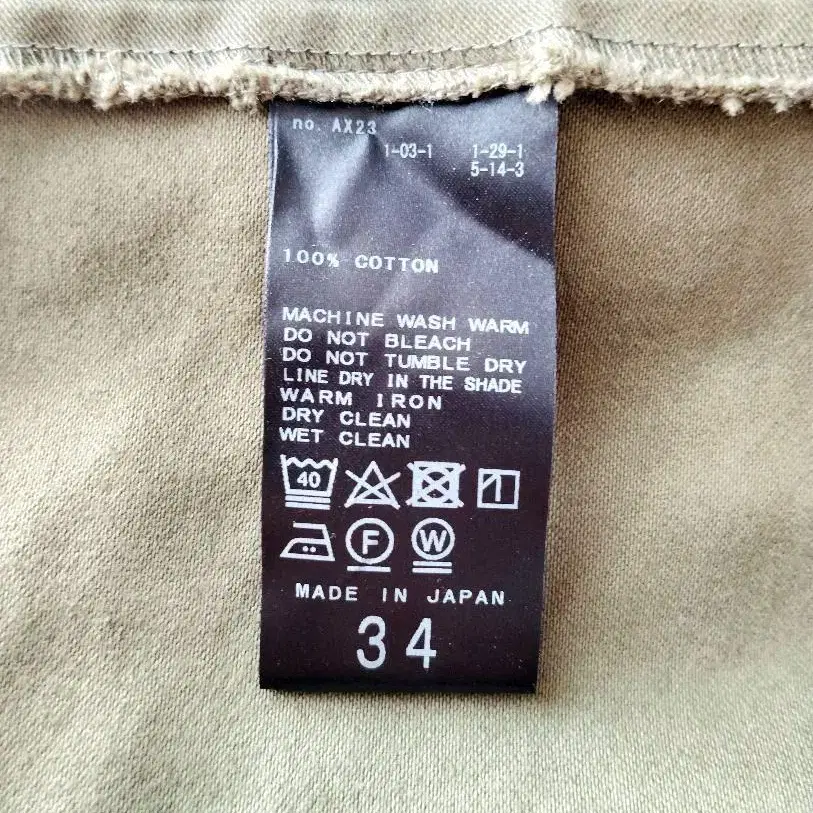 no. AX23
1-03-1 1-29-1
5-14-3
100% COTTON
MACHINE WASH WARM
DO NOT BLEACH
DO NOT TUMBLE DRY
LINE DRY IN THE SHADE
WARM IRON
DRY CLEAN
WET CLEAN
40
F W
MADE IN JAPAN
34